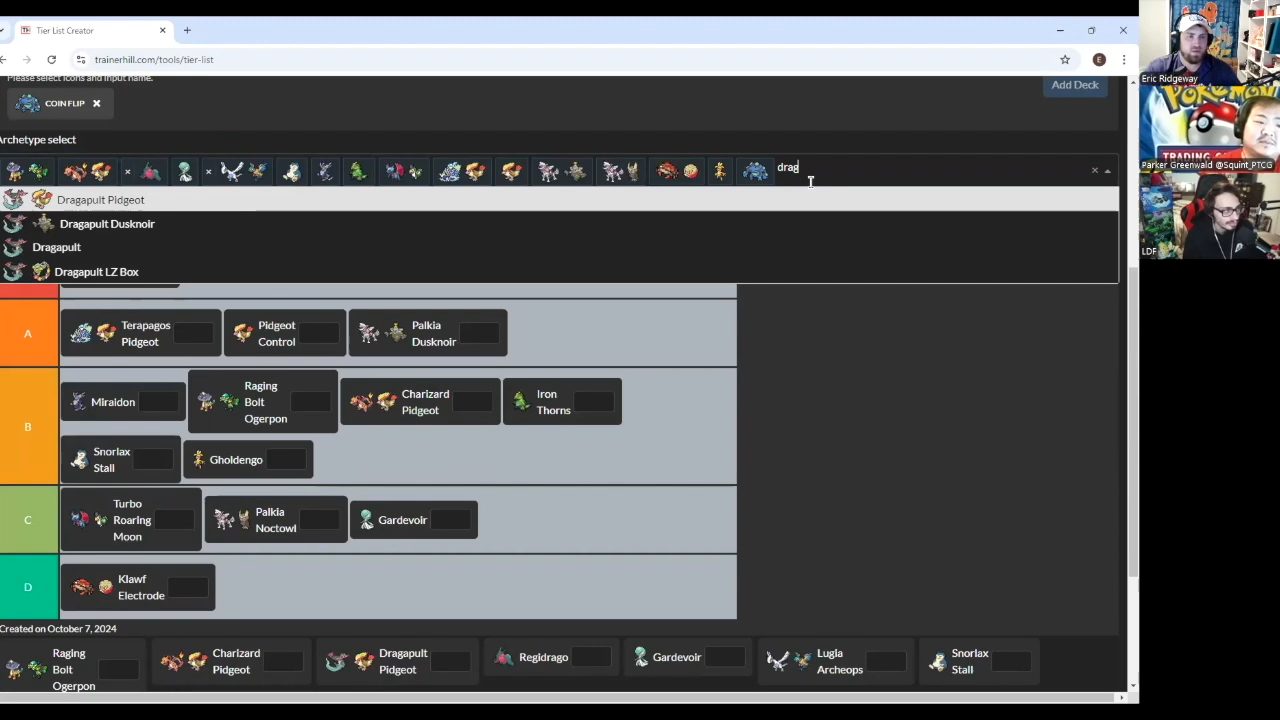 Tier List Creator
trainerhill.com/tools/tier-list
E
Please select icons and input name.
COIN FLIP
Add Deck
Archetype select
drag
Dragapult Pidgeot
Dragapult Dusknoir
Dragapult
Dragapult LZ Box
A
Terapagos
Pidgeot
Pidgeot
Control
Palkia
Dusknoir
B
Miraidon
Raging
Bolt
Ogerpon
Charizard
Pidgeot
Iron
Thorns
Snorlax
Stall
Gholdengo
C
Turbo
Roaring
Moon
Palkia
Noctowl
Gardevoir
D
Klawf
Electrode
Created on October 7, 2024
Raging
Bolt
Ogerpon
Charizard
Pidgeot
Dragapult
Pidgeot
Regidrago
Gardevoir
Lugia
Archeops
Snorlax
Stall
Eric Ridgeway
Parker Greenwald @Squint_PTCG
LDF